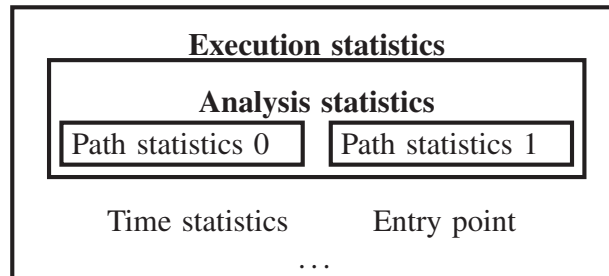 Execution statistics
Analysis statistics
Path statistics 0 Path statistics 1
Time statistics Entry point
...